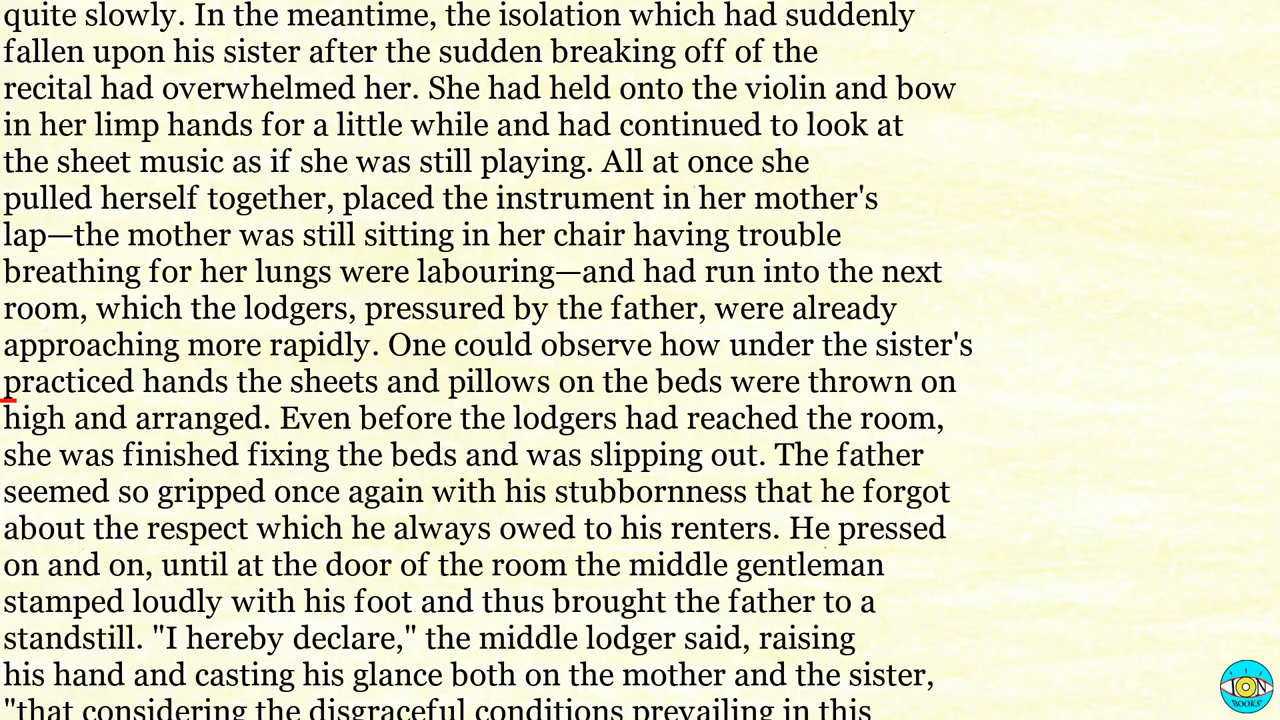 quite slowly. In the meantime, the isolation which had suddenly
fallen upon his sister after the sudden breaking off of the
recital had overwhelmed her. She had held onto the violin and bow
in her limp hands for a little while and had continued to look at
the sheet music as if she was still playing. All at once she
pulled herself together, placed the instrument in her mother's
lap—the mother was still sitting in her chair having trouble
breathing for her lungs were labouring—and had run into the next
room, which the lodgers, pressured by the father, were already
approaching more rapidly. One could observe how under the sister's
practiced hands the sheets and pillows on the beds were thrown on
high and arranged. Even before the lodgers had reached the room,
she was finished fixing the beds and was slipping out. The father
seemed so gripped once again with his stubbornness that he forgot
about the respect which he always owed to his renters. He pressed
on and on, until at the door of the room the middle gentleman
stamped loudly with his foot and thus brought the father to a
standstill. "I hereby declare," the middle lodger said, raising
his hand and casting his glance both on the mother and the sister,
"that considering the disgraceful conditions prevailing in this
ION
BOOKS